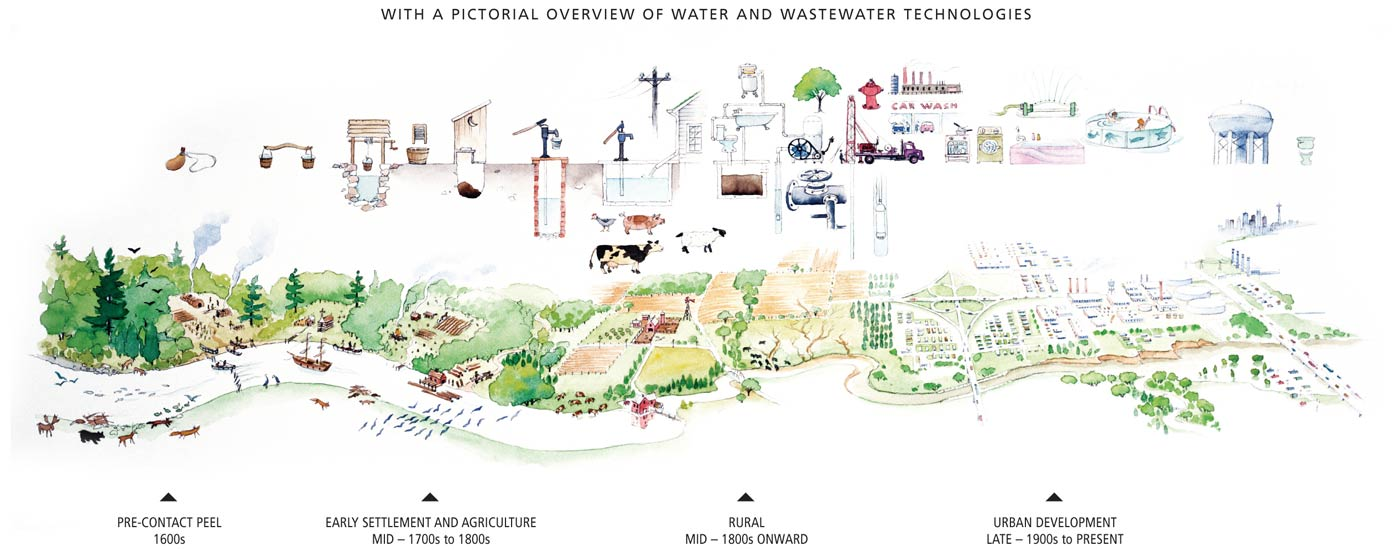 WITH A PICTORIAL OVERVIEW OF WATER AND WASTEWATER TECHNOLOGIES
CAR WASH
PRE-CONTACT PEEL
1600s
EARLY SETTLEMENT AND AGRICULTURE
MID – 1700s to 1800s
RURAL
MID – 1800s ONWARD
URBAN DEVELOPMENT
LATE – 1900s to PRESENT